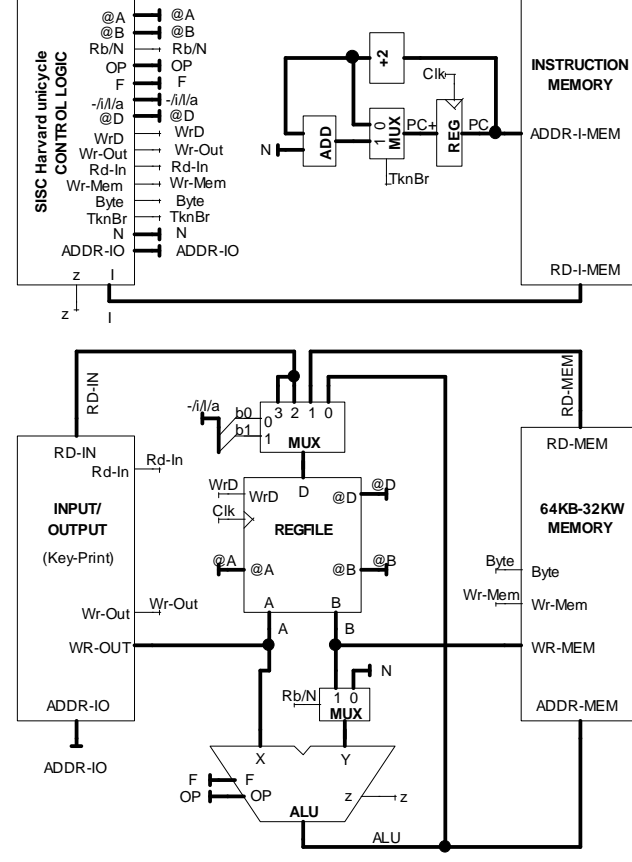 SISC Harvard unicycle
CONTROL LOGIC
@A @A
@B @B
Rb/N Rb/N
OP OP
F F
-/i/l/a -/i/l/a
@D @D
WrD WrD
Wr-Out Wr-Out
Rd-In Rd-In
Wr-Mem Wr-Mem
Byte Byte
TknBr TknBr
N N
ADDR-IO ADDR-IO
z I
z I
+2
Clk
N
ADD
1 0
MUX
TknBr
PC+
REG
PC
INSTRUCTION
MEMORY
ADDR-I-MEM
RD-I-MEM
RD-IN
RD-MEM
-/i/l/a
b0 0
b1 1
3 2 1 0
MUX
RD-IN
Rd-In Rd-In
INPUT/
OUTPUT
(Key-Print)
Wr-Out Wr-Out
WR-OUT
ADDR-IO
ADDR-IO
D
WrD WrD
@D @D
Clk
REGFILE
@A @A
@B @B
A B
A B
Rb/N
1 0
N
MUX
X Y
F F
OP OP
z z
ALU
ALU
RD-MEM
64KB-32KW
MEMORY
Byte Byte
Wr-Mem Wr-Mem
WR-MEM
ADDR-MEM